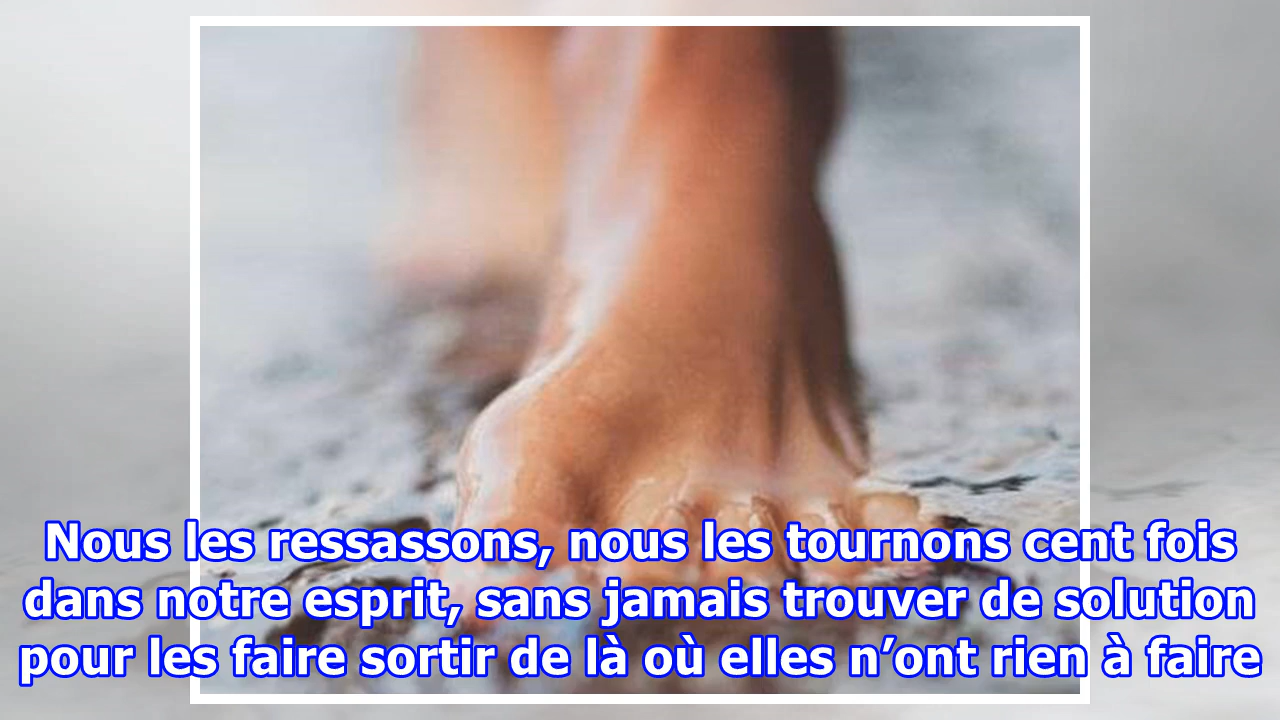 Nous les ressassons, nous les tournons cent fois
dans notre esprit, sans jamais trouver de solution
pour les faire sortir de là où elles n’ont rien à faire